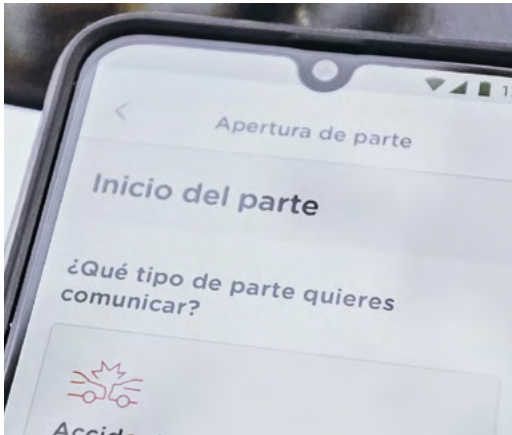 Apertura de parte
Inicio del parte
¿Qué tipo de parte quieres
comunicar?